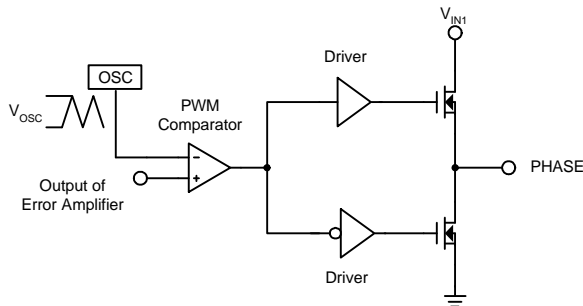 V_IN1
Driver
OSC
V_OSC
PWM
Comparator
-
+
PHASE
Output of
Error Amplifier
Driver